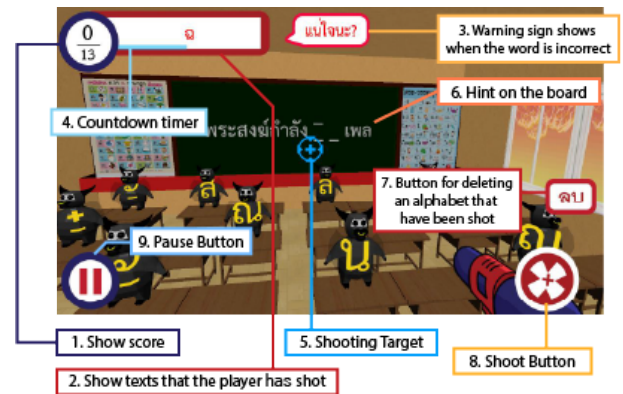 0
13
ฉ
แน่ใจนะ?
3. Warning sign shows
when the word is incorrect
6. Hint on the board
4. Countdown timer
พระสงฆ์กำลัง _ _ เพล
7. Button for deleting
an alphabet that
have been shot
ลบ
ะ
ส
ณ
ล
น
9. Pause Button
1. Show score
5. Shooting Target
8. Shoot Button
2. Show texts that the player has shot